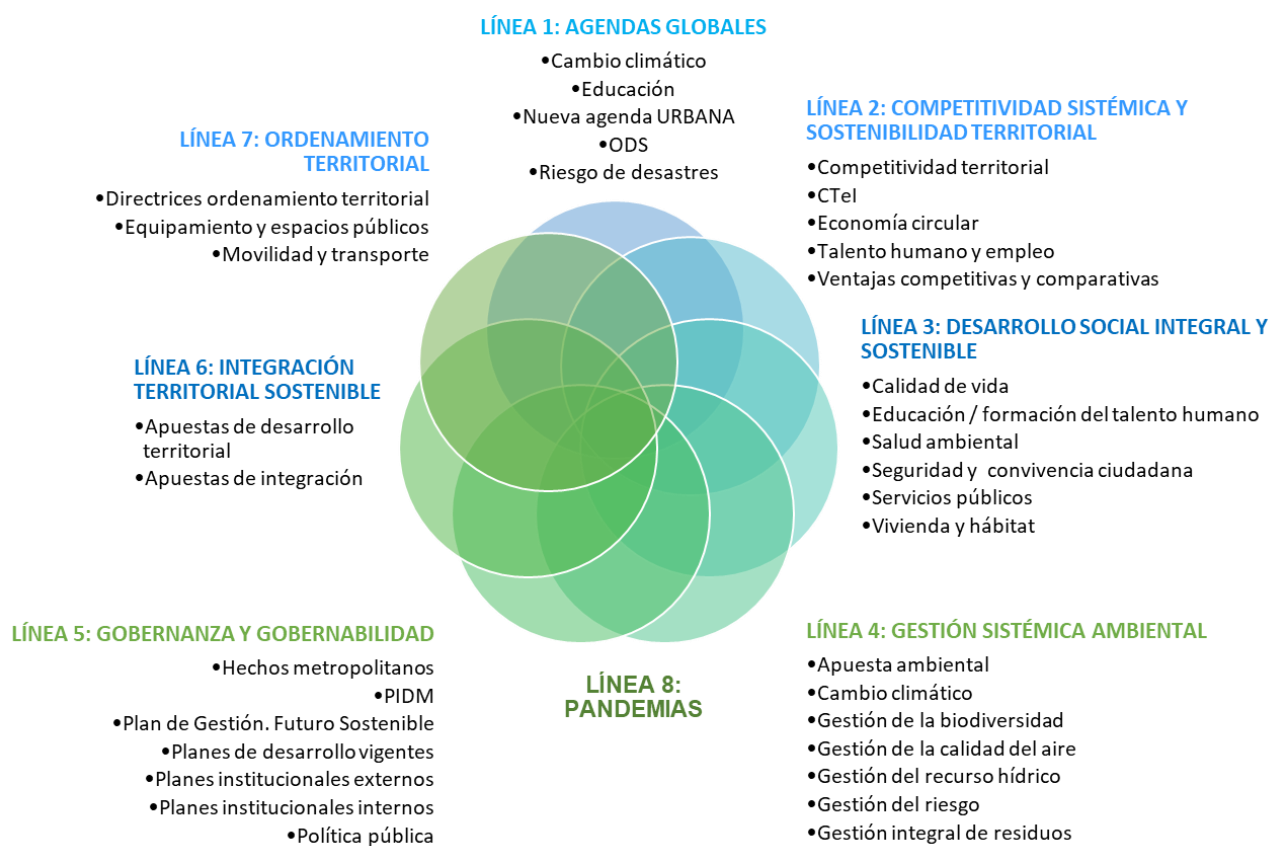 LÍNEA 1: AGENDAS GLOBALES
•Cambio climático
•Educación
•Nueva agenda URBANA
•ODS
•Riesgo de desastres
LÍNEA 2: COMPETITIVIDAD SISTÉMICA Y
SOSTENIBILIDAD TERRITORIAL
•Competitividad territorial
•CTeI
•Economía circular
•Talento humano y empleo
•Ventajas competitivas y comparativas
LÍNEA 3: DESARROLLO SOCIAL INTEGRAL Y
SOSTENIBLE
•Calidad de vida
•Educación / formación del talento humano
•Salud ambiental
•Seguridad y convivencia ciudadana
•Servicios públicos
•Vivienda y hábitat
LÍNEA 4: GESTIÓN SISTÉMICA AMBIENTAL
•Apuesta ambiental
•Cambio climático
•Gestión de la biodiversidad
•Gestión de la calidad del aire
•Gestión del recurso hídrico
•Gestión del riesgo
•Gestión integral de residuos
LÍNEA 5: GOBERNANZA Y GOBERNABILIDAD
•Hechos metropolitanos
•PIDM
•Plan de Gestión. Futuro Sostenible
•Planes de desarrollo vigentes
•Planes institucionales externos
•Planes institucionales internos
•Política pública
LÍNEA 6: INTEGRACIÓN
TERRITORIAL SOSTENIBLE
•Apuestas de desarrollo
territorial
•Apuestas de integración
LÍNEA 7: ORDENAMIENTO
TERRITORIAL
•Directrices ordenamiento territorial
•Equipamiento y espacios públicos
•Movilidad y transporte
LÍNEA 8:
PANDEMIAS